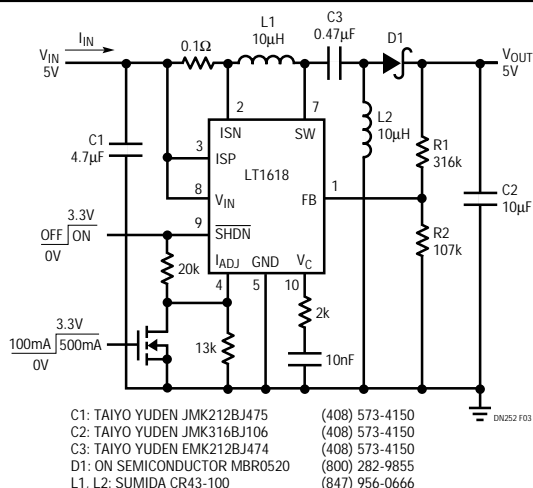 L1
10µH
C3
0.47µF
D1
I_IN
V_IN
5V
0.1Ω
V_OUT
5V
2
7
ISN
SW
L2
10µH
R1
316k
C1
4.7µF
3
ISP
LT1618
8
V_IN
FB
1
C2
10µF
3.3V
OFF ON
0V
9
SHDN
R2
107k
20k
I_ADJ
GND
V_C
4
5
10
2k
3.3V
100mA 500mA
0V
13k
10nF
DN252 F03
C1: TAIYO YUDEN JMK212BJ475 (408) 573-4150
C2: TAIYO YUDEN JMK316BJ106 (408) 573-4150
C3: TAIYO YUDEN EMK212BJ474 (408) 573-4150
D1: ON SEMICONDUCTOR MBR0520 (800) 282-9855
L1, L2: SUMIDA CR43-100 (847) 956-0666